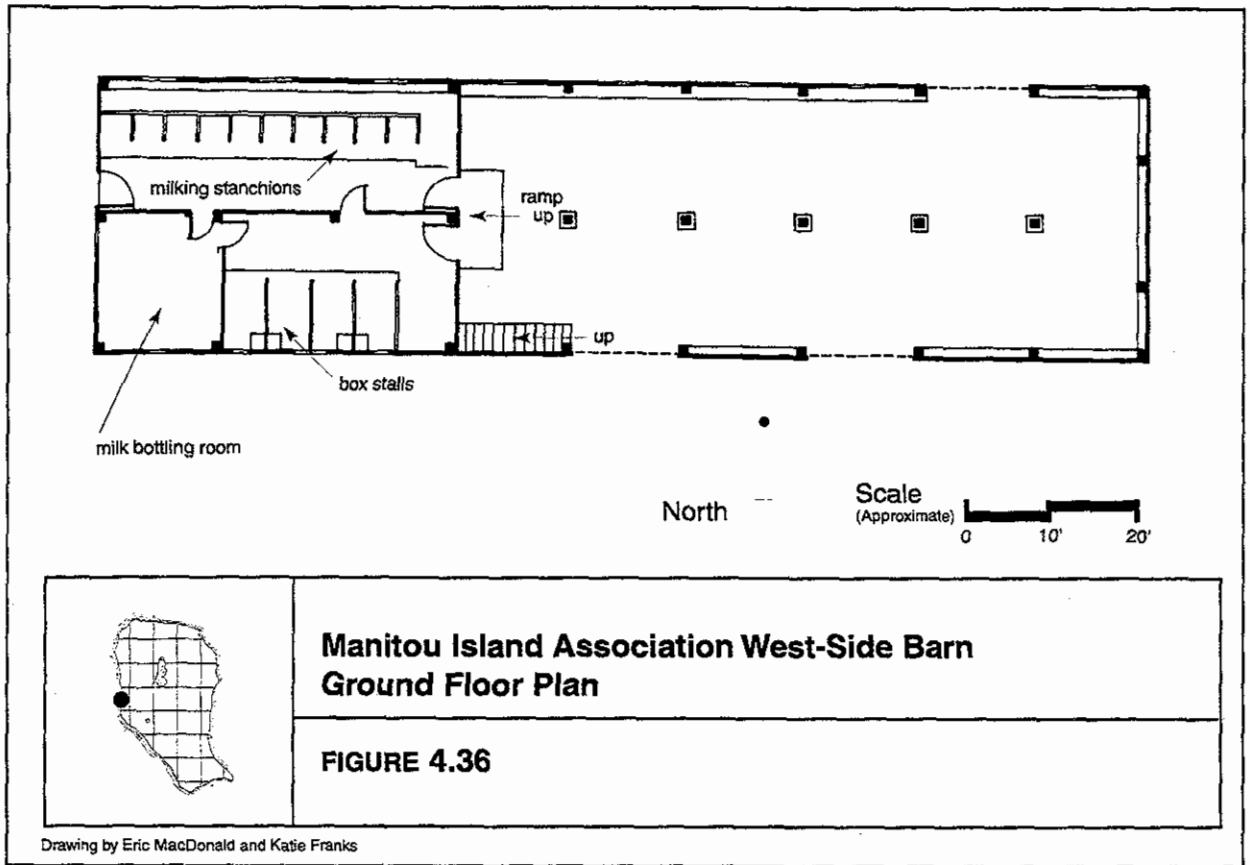 milking stanchions
ramp
up
up
box stalls
milk bottling room
North
Scale
(Approximate)
0 10' 20'
Manitou Island Association West-Side Barn
Ground Floor Plan
FIGURE 4.36
Drawing by Eric MacDonald and Katie Franks